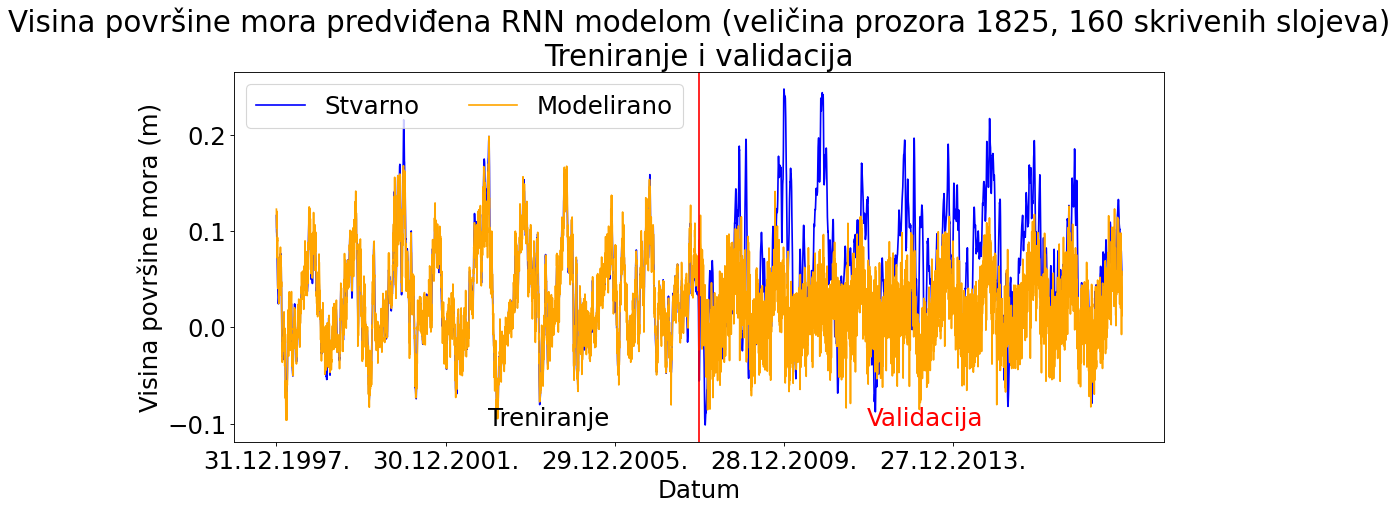 Visina površine mora predviđena RNN modelom (veličina prozora 1825, 160 skrivenih slojeva)
Treniranje i validacija
Stvarno
Modelirano
Visina površine mora (m)
0.2
0.1
0.0
−0.1
Treniranje
Validacija
31.12.1997.
30.12.2001.
29.12.2005.
28.12.2009.
27.12.2013.
Datum